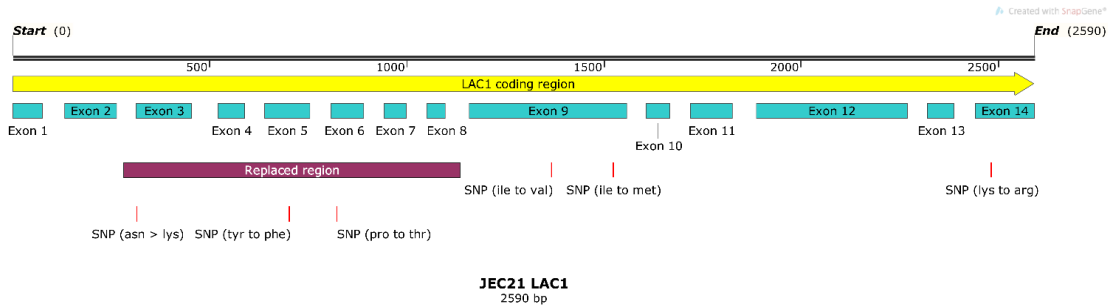 Created with SnapGene®
Start (0) End (2590)
500 1000 1500 2000 2500
LAC1 coding region
Exon 2 Exon 3 Exon 5 Exon 9 Exon 12 Exon 14
Exon 1 Exon 4 Exon 6 Exon 7 Exon 8 Exon 11 Exon 13
Exon 10
Replaced region
SNP (ile to val) SNP (ile to met) SNP (lys to arg)
SNP (asn > lys) SNP (tyr to phe) SNP (pro to thr)
JEC21 LAC1
2590 bp